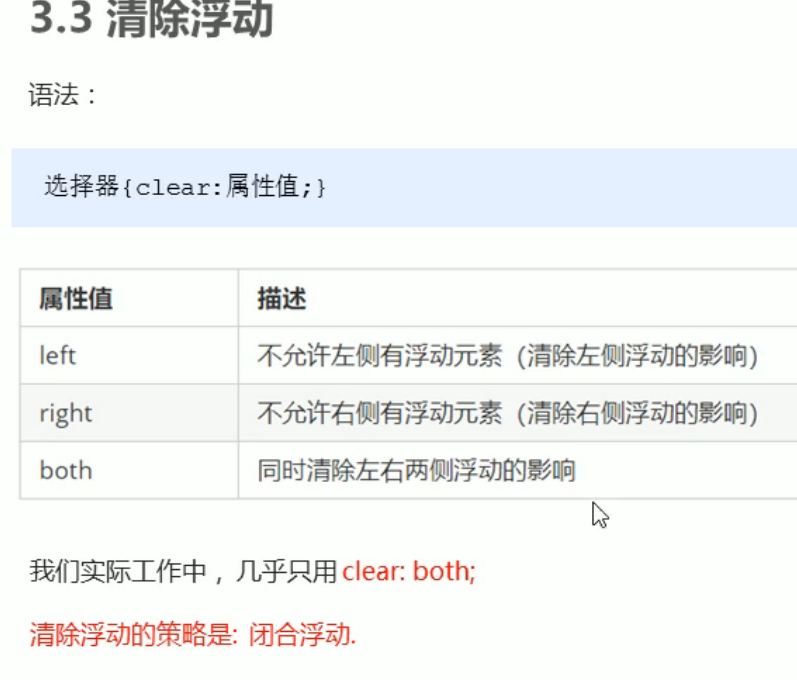 3.3 清除浮动
语法：
选择器{clear:属性值;}
属性值 描述
left 不允许左侧有浮动元素（清除左侧浮动的影响）
right 不允许右侧有浮动元素（清除右侧浮动的影响）
both 同时清除左右两侧浮动的影响
我们实际工作中，几乎只用 clear: both;
清除浮动的策略是: 闭合浮动.